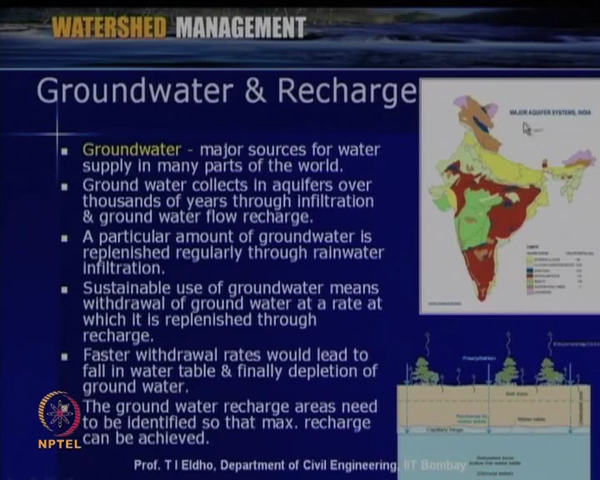 WATERSHED MANAGEMENT
Groundwater & Recharge
MAJOR AQUIFER SYSTEMS, INDIA
Groundwater - major sources for water
supply in many parts of the world.
Ground water collects in aquifers over
thousands of years through infiltration
& ground water flow recharge.
A particular amount of groundwater is
replenished regularly through rainwater
infiltration.
Sustainable use of groundwater means
withdrawal of ground water at a rate at
which it is replenished through
recharge.
Faster withdrawal rates would lead to
fall in water table & finally depletion of
ground water.
The ground water recharge areas need
to be identified so that max. recharge
can be achieved.
Precipitation
Water table
Capillary fringe
NPTEL
Prof. T I Eldho, Department of Civil Engineering, IIT Bombay